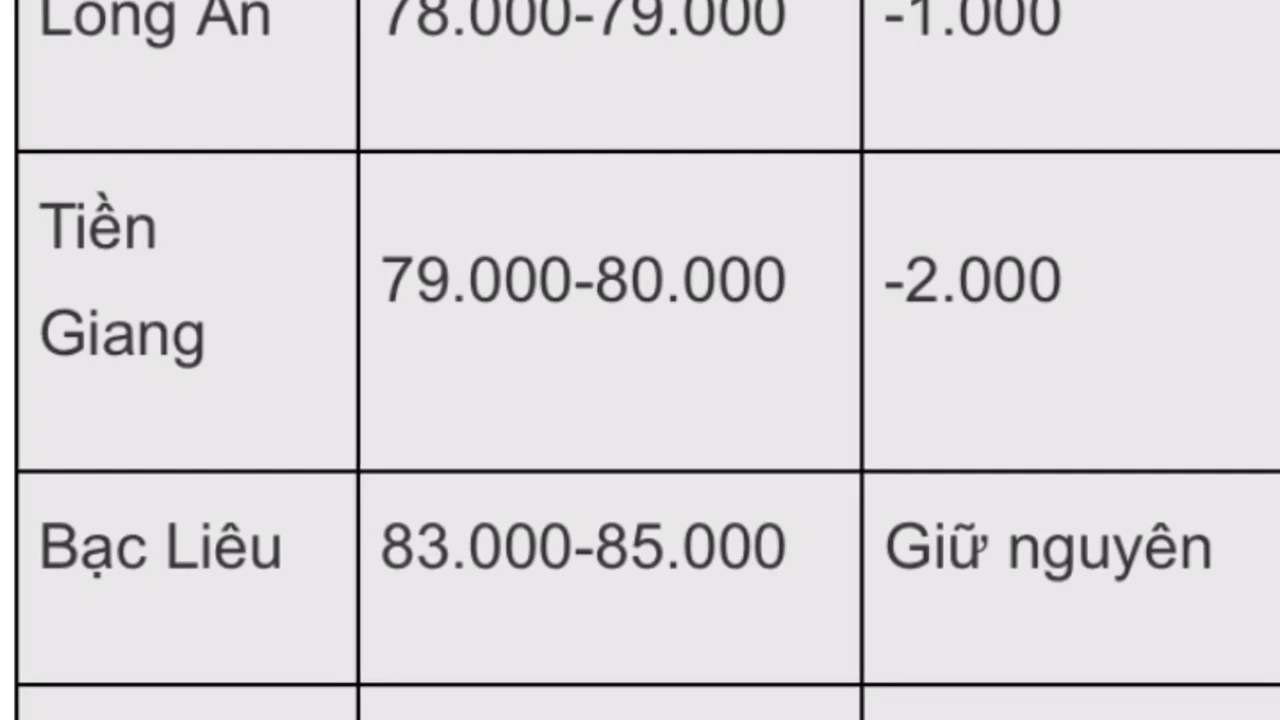 Long An 78.000-79.000 -1.000
Tiền
Giang 79.000-80.000 -2.000
Bạc Liêu 83.000-85.000 Giữ nguyên